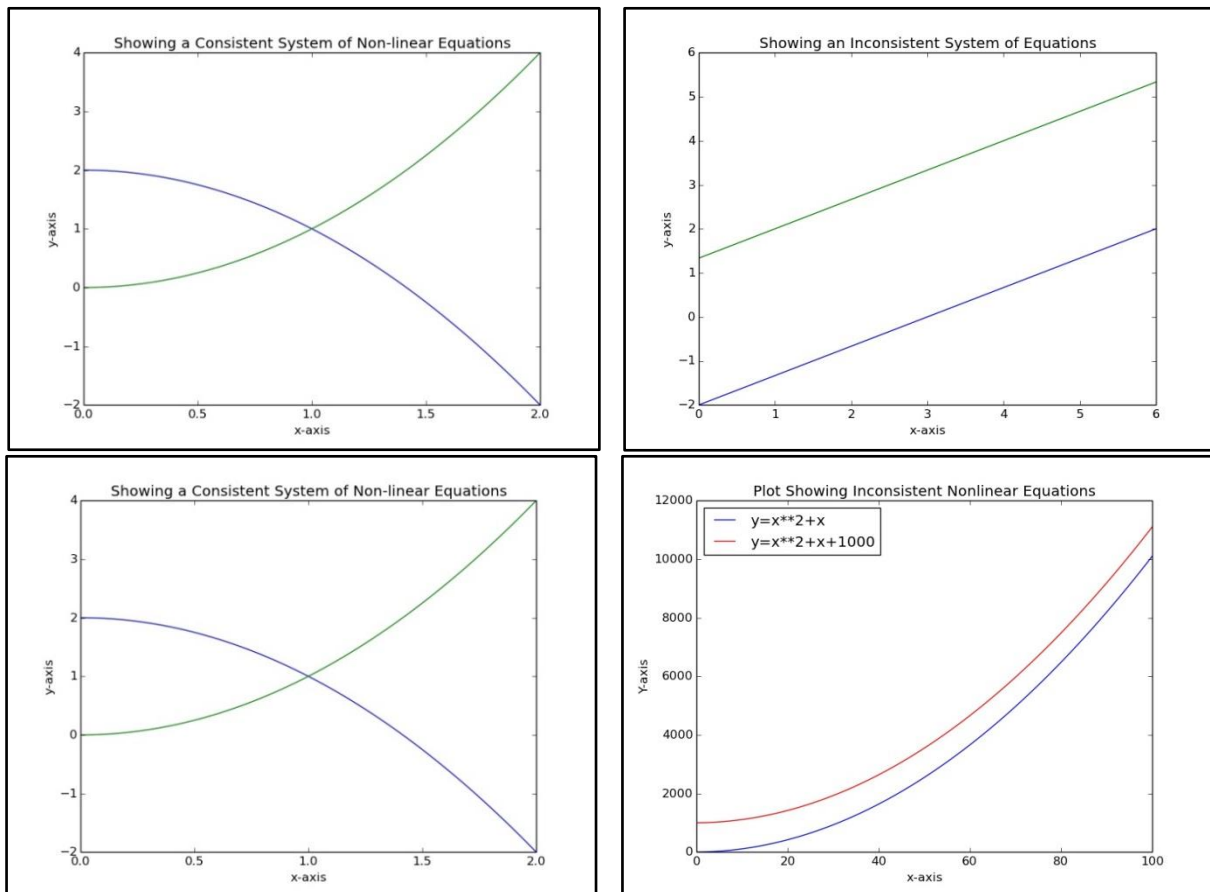 Showing a Consistent System of Non-linear Equations
4
3
2
1
0
−1
−2
y-axis
0.0 0.5 1.0 1.5 2.0
x-axis
Showing an Inconsistent System of Equations
6
5
4
3
2
1
0
−1
−2
y-axis
0 1 2 3 4 5 6
x-axis
Showing a Consistent System of Non-linear Equations
4
3
2
1
0
−1
−2
y-axis
0.0 0.5 1.0 1.5 2.0
x-axis
Plot Showing Inconsistent Nonlinear Equations
12000
10000
8000
6000
4000
2000
0
Y-axis
y=x**2+x
y=x**2+x+1000
0 20 40 60 80 100
x-axis